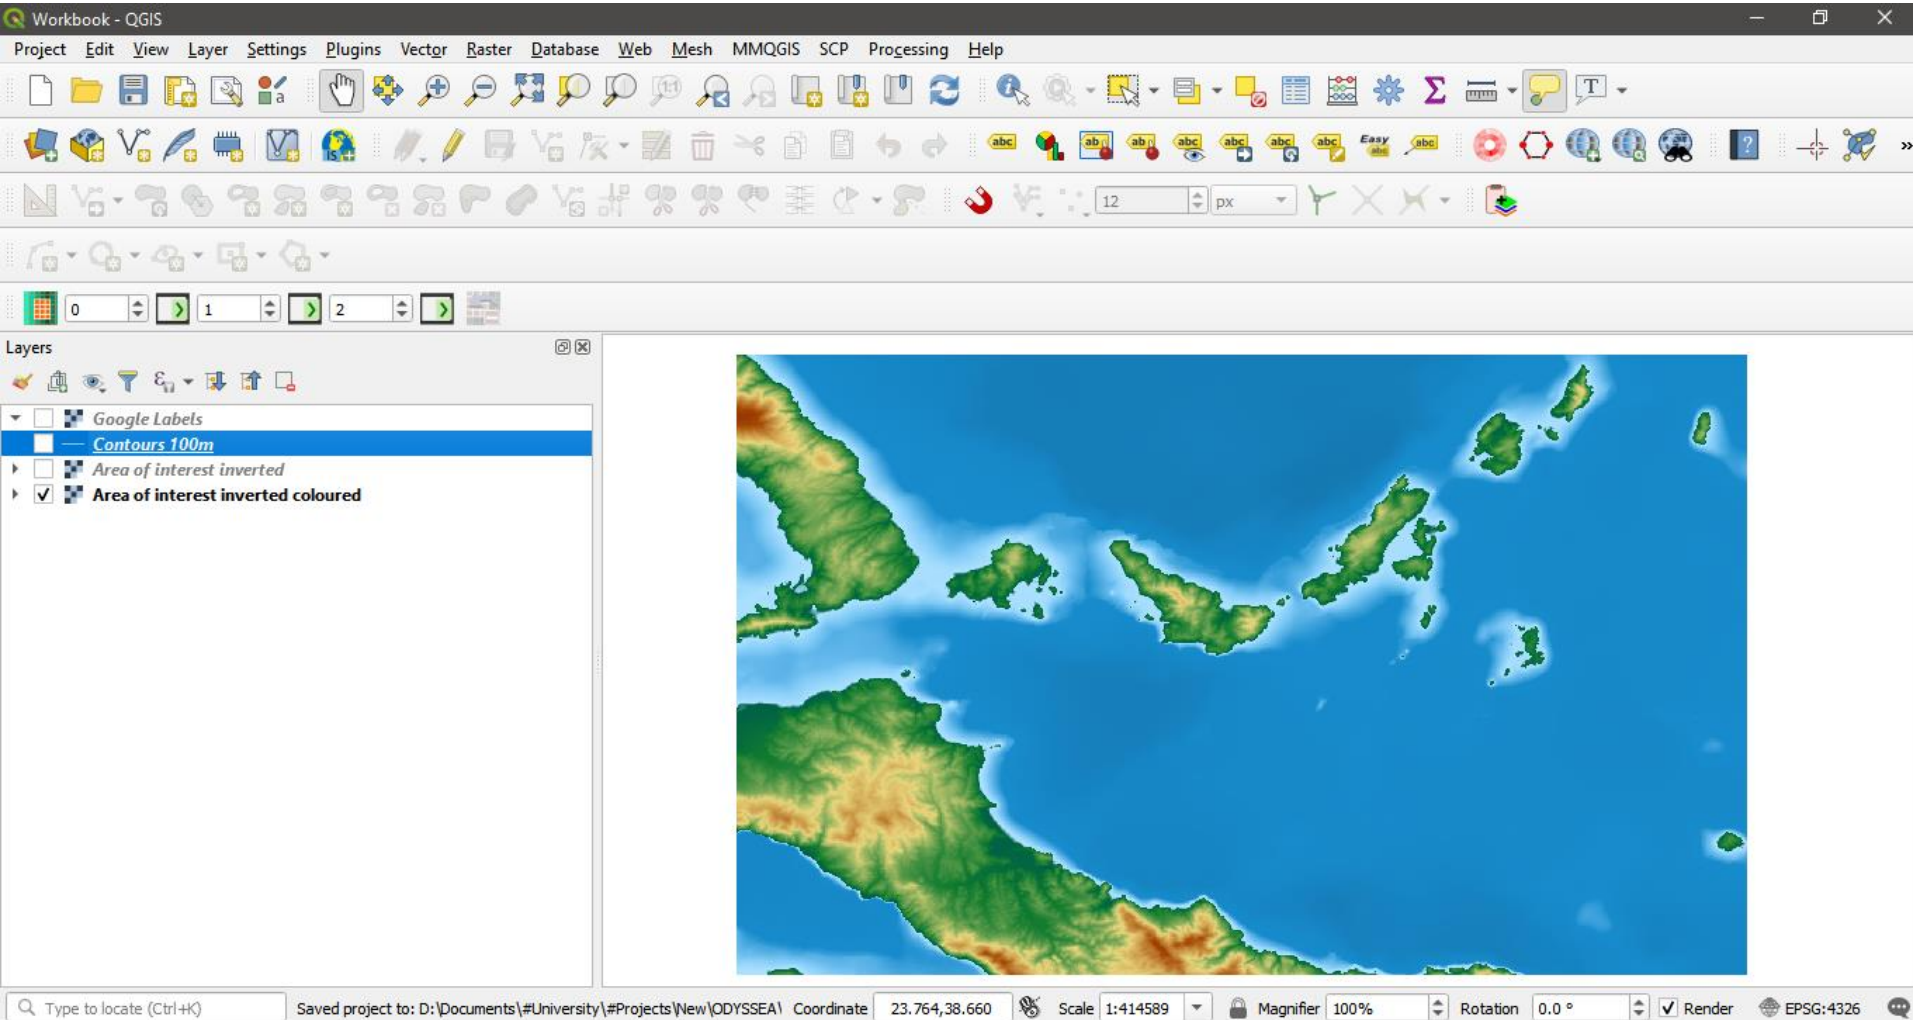 Workbook - QGIS
Project Edit View Layer Settings Plugins Vector Raster Database Web Mesh MMQGIS SCP Processing Help
12 px
0 1 2
Layers
Google Labels
Contours 100m
Area of interest inverted
Area of interest inverted coloured
Type to locate (Ctrl+K) Saved project to: D:\Documents\#University\#Projects\New\ODYSSEA\ Coordinate 23.764,38.660 Scale 1:414589 Magnifier 100% Rotation 0.0 ° Render EPSG:4326